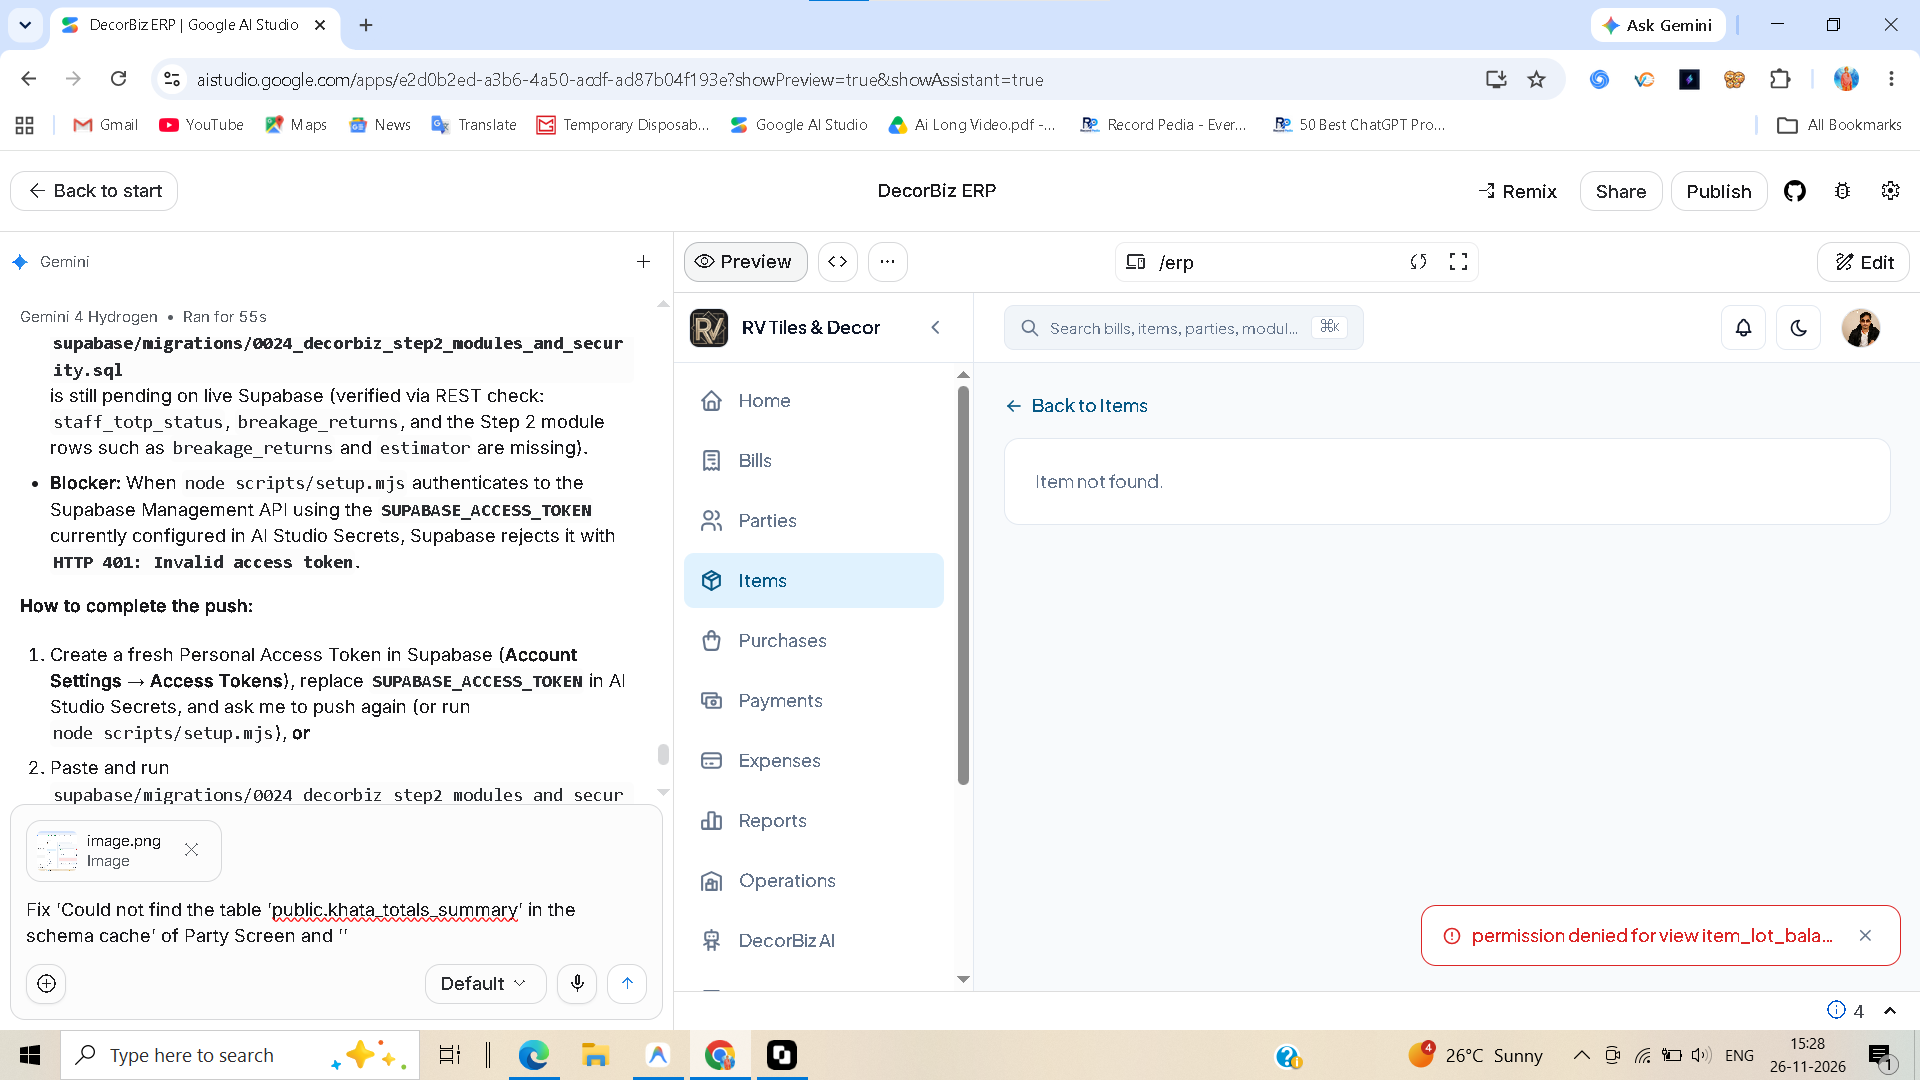 DecorBiz ERP | Google AI Studio
Ask Gemini
aistudio.google.com/apps/e2d0b2ed-a3b6-4a50-acdf-ad87b04f193e?showPreview=true&showAssistant=true
Gmail
YouTube
Maps
News
Translate
Temporary Disposab...
Google AI Studio
Ai Long Video.pdf -...
Record Pedia - Ever...
50 Best ChatGPT Pro...
All Bookmarks
Back to start
DecorBiz ERP
Remix
Share
Publish
Gemini
Gemini 4 Hydrogen • Ran for 55s
supabase/migrations/0024_decorbiz_step2_modules_and_secur
ity.sql
is still pending on live Supabase (verified via REST check:
staff_totp_status, breakage_returns, and the Step 2 module
rows such as breakage_returns and estimator are missing).
• Blocker: When node scripts/setup.mjs authenticates to the
Supabase Management API using the SUPABASE_ACCESS_TOKEN
currently configured in AI Studio Secrets, Supabase rejects it with
HTTP 401: Invalid access token.
How to complete the push:
1. Create a fresh Personal Access Token in Supabase (Account
Settings → Access Tokens), replace SUPABASE_ACCESS_TOKEN in AI
Studio Secrets, and ask me to push again (or run
node scripts/setup.mjs), or
2. Paste and run
supabase/migrations/0024_decorbiz_step2_modules_and_secur
image.png
Image
Fix 'Could not find the table 'public.khata_totals_summary' in the
schema cache' of Party Screen and ''
Default
Preview
/erp
Edit
RV
RV Tiles & Decor
Search bills, items, parties, modul...
⌘K
Home
Bills
Parties
Items
Purchases
Payments
Expenses
Reports
Operations
DecorBiz AI
Back to Items
Item not found.
permission denied for view item_lot_bala...
4
Type here to search
4
26°C Sunny
ENG
15:28
26-11-2026
1